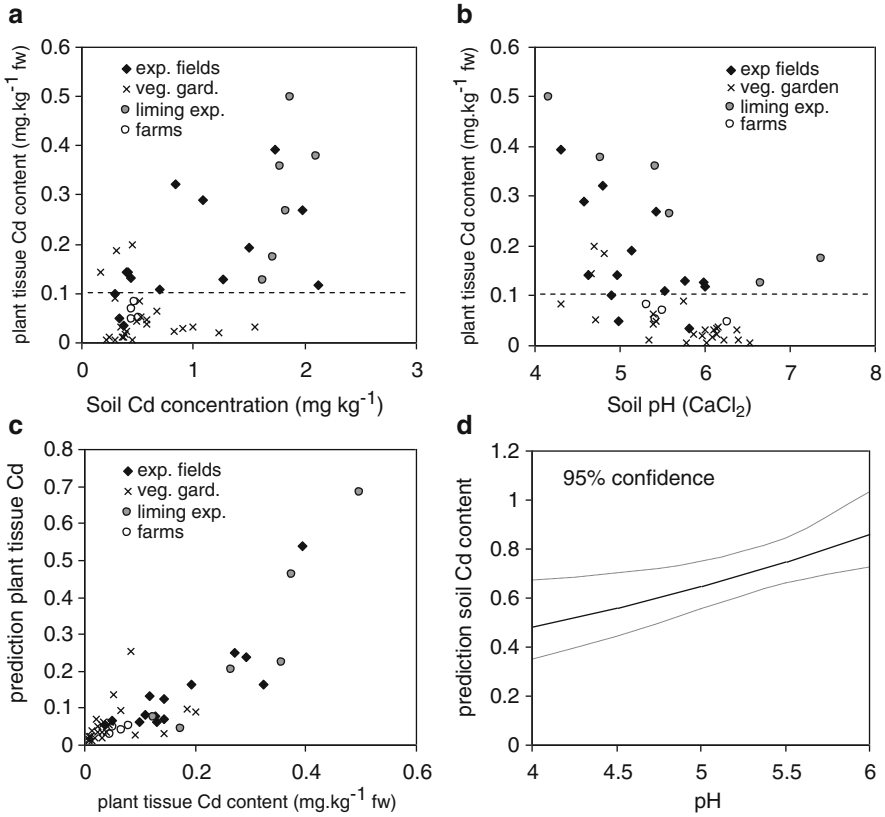 a
plant tissue Cd content (mg.kg⁻¹ fw)
0.6
0.5
0.4
0.3
0.2
0.1
0
exp. fields
veg. gard.
liming exp.
farms
0 1 2 3
Soil Cd concentration (mg kg⁻¹)
b
plant tissue Cd content (mg.kg⁻¹ fw)
0.6
0.5
0.4
0.3
0.2
0.1
0
exp fields
veg. garden
liming exp.
farms
4 5 6 7 8
Soil pH (CaCl₂)
c
prediction plant tissue Cd
0.8
0.7
0.6
0.5
0.4
0.3
0.2
0.1
0
exp. fields
veg. gard.
liming exp.
farms
0 0.2 0.4 0.6
plant tissue Cd content (mg.kg⁻¹ fw)
d
prediction soil Cd content
1.2
1
0.8
0.6
0.4
0.2
0
95% confidence
4 4.5 5 5.5 6
pH